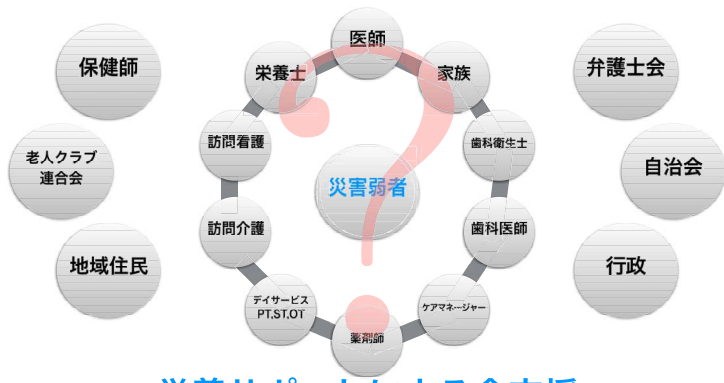 保健師
老人クラブ
連合会
地域住民
医師
家族
歯科衛生士
歯科医師
ケアマネージャー
薬剤師
デイサービス
PT.ST.OT
訪問介護
訪問看護
栄養士
災害弱者
?
弁護士会
自治会
行政